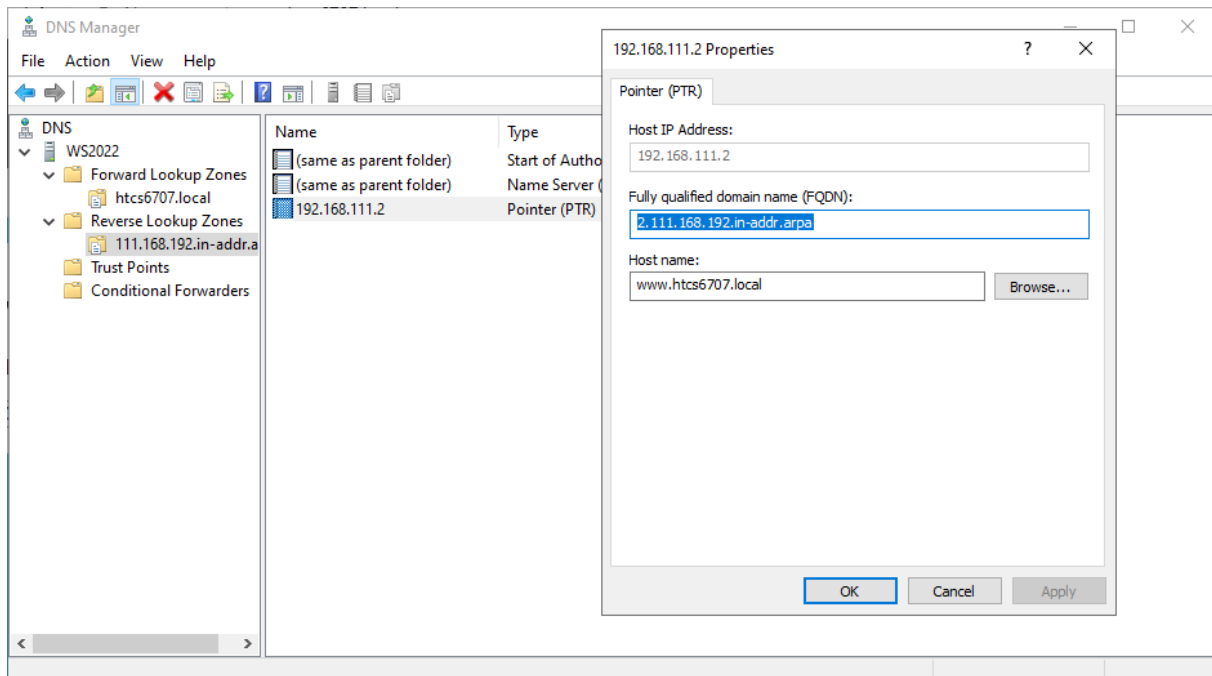 DNS Manager
File Action View Help
DNS
WS2022
Forward Lookup Zones
htcs6707.local
Reverse Lookup Zones
111.168.192.in-addr.a
Trust Points
Conditional Forwarders
Name Type
(same as parent folder) Start of Autho
(same as parent folder) Name Server (
192.168.111.2 Pointer (PTR)
192.168.111.2 Properties
Pointer (PTR)
Host IP Address:
192.168.111.2
Fully qualified domain name (FQDN):
2.111.168.192.in-addr.arpa
Host name:
www.htcs6707.local
Browse...
OK Cancel Apply